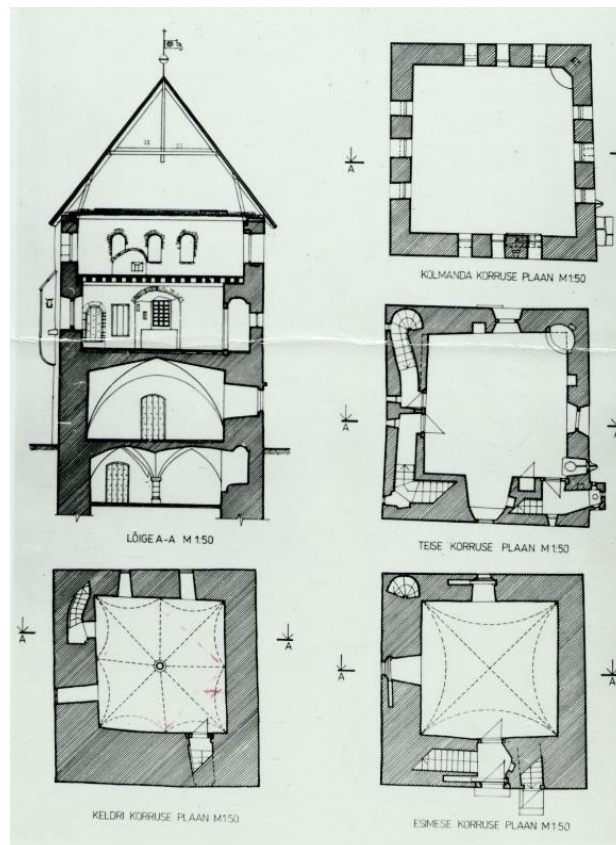 KOLMANDA KORRUSE PLAAN M 1:50
A
A
LÕIGE A-A M 1:50
TEISE KORRUSE PLAAN M 1:50
A
A
A
KELDRI KORRUSE PLAAN M 1:50
A
A
ESIMESE KORRUSE PLAAN M 1:50